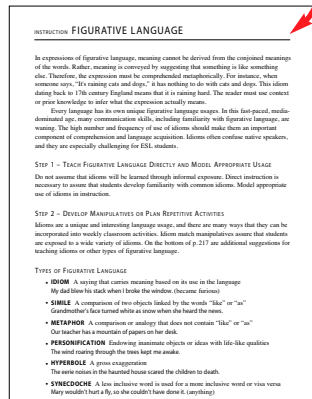 INSTRUCTION FIGURATIVE LANGUAGE
In expressions of figurative language, meaning cannot be derived from the conjoined meanings
of the words. Rather, meaning is conveyed by suggesting that something is like something
else. Therefore, the expression must be comprehended metaphorically. For instance, when
someone says, "It's raining cats and dogs," it has nothing to do with cats and dogs. This idiom
dating back to 17th century England means that it is raining hard. The reader must use context
or prior knowledge to infer what the expression actually means.
Every language has its own unique figurative language usages. In this fast-paced, media-
dominated age, many communication skills, including familiarity with figurative language, are
waning. The high number and frequency of use of idioms should make them an important
component of comprehension and language acquisition. Idioms often confuse native speakers,
and they are especially challenging for ESL students.
STEP 1 – TEACH FIGURATIVE LANGUAGE DIRECTLY AND MODEL APPROPRIATE USAGE
Do not assume that idioms will be learned through informal exposure. Direct instruction is
necessary to assure that students develop familiarity with common idioms. Model appropriate
use of idioms in instruction.
STEP 2 – DEVELOP MANIPULATIVES OR PLAN REPETITIVE ACTIVITIES
Idioms are a unique and interesting language usage, and there are many ways that they can be
incorporated into weekly classroom activities. Idiom match manipulatives assure that students
are exposed to a wide variety of idioms. On the bottom of p.217 are additional suggestions for
teaching idioms or other types of figurative language.
TYPES OF FIGURATIVE LANGUAGE
• IDIOM A saying that carries meaning based on its use in the language
My dad blew his stack when I broke the window. (became furious)
• SIMILE A comparison of two objects linked by the words "like" or "as"
Grandmother's face turned white as snow when she heard the news.
• METAPHOR A comparison or analogy that does not contain "like" or "as"
Our teacher has a mountain of papers on her desk.
• PERSONIFICATION Endowing inanimate objects or ideas with life-like qualities
The wind roaring through the trees kept me awake.
• HYPERBOLE A gross exaggeration
The eerie noises in the haunted house scared the children to death.
• SYNECDOCHE A less inclusive word is used for a more inclusive word or visa versa
Mary wouldn't hurt a fly, so she couldn't have done it. (anything)